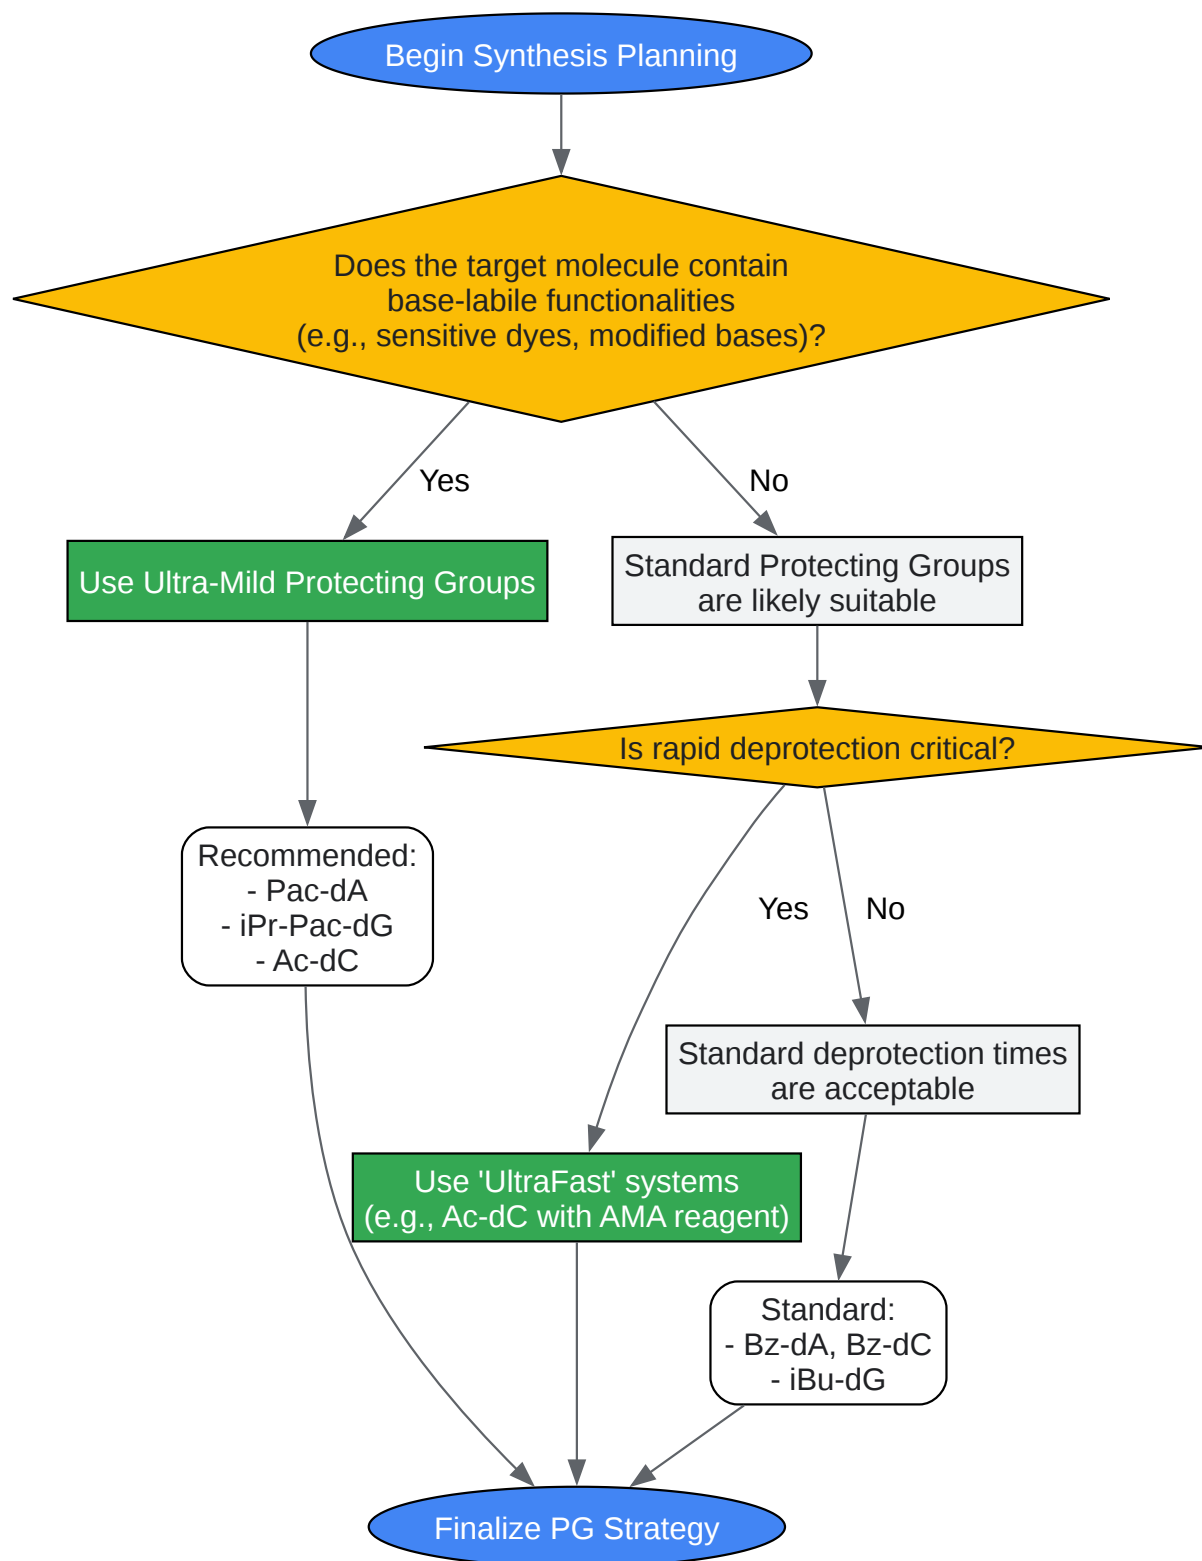 Begin Synthesis Planning
Does the target molecule contain
base-labile functionalities
(e.g., sensitive dyes, modified bases)?
Yes
No
Use Ultra-Mild Protecting Groups
Standard Protecting Groups
are likely suitable
Is rapid deprotection critical?
Recommended:
- Pac-dA
- iPr-Pac-dG
- Ac-dC
Yes
No
Standard deprotection times
are acceptable
Use 'UltraFast' systems
(e.g., Ac-dC with AMA reagent)
Standard:
- Bz-dA, Bz-dC
- iBu-dG
Finalize PG Strategy